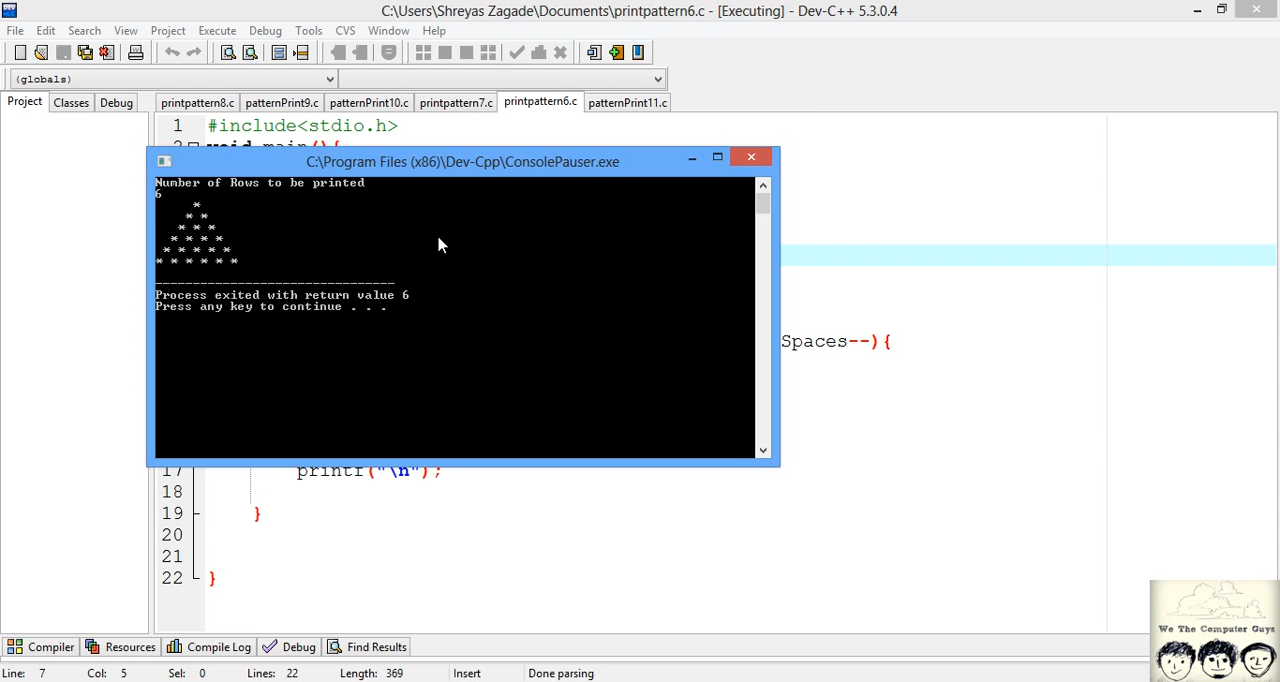 C:\Users\Shreyas Zagade\Documents\printpattern6.c - [Executing] - Dev-C++ 5.3.0.4
File Edit Search View Project Execute Debug Tools CVS Window Help
(globals)
Project Classes Debug printpattern8.c patternPrint9.c patternPrint10.c printpattern7.c printpattern6.c patternPrint11.c
1 #include<stdio.h>
C:\Program Files (x86)\Dev-Cpp\ConsolePauser.exe
Number of Rows to be printed
6
*
* *
* * *
* * * *
* * * * *
* * * * * *
--------------------------------
Process exited with return value 6
Press any key to continue . . .
Spaces--){
17 printf("\n");
18
19 }
20
21
22 }
We The Computer Guys
Compiler Resources Compile Log Debug Find Results
Line: 7 Col: 5 Sel: 0 Lines: 22 Length: 369 Insert Done parsing